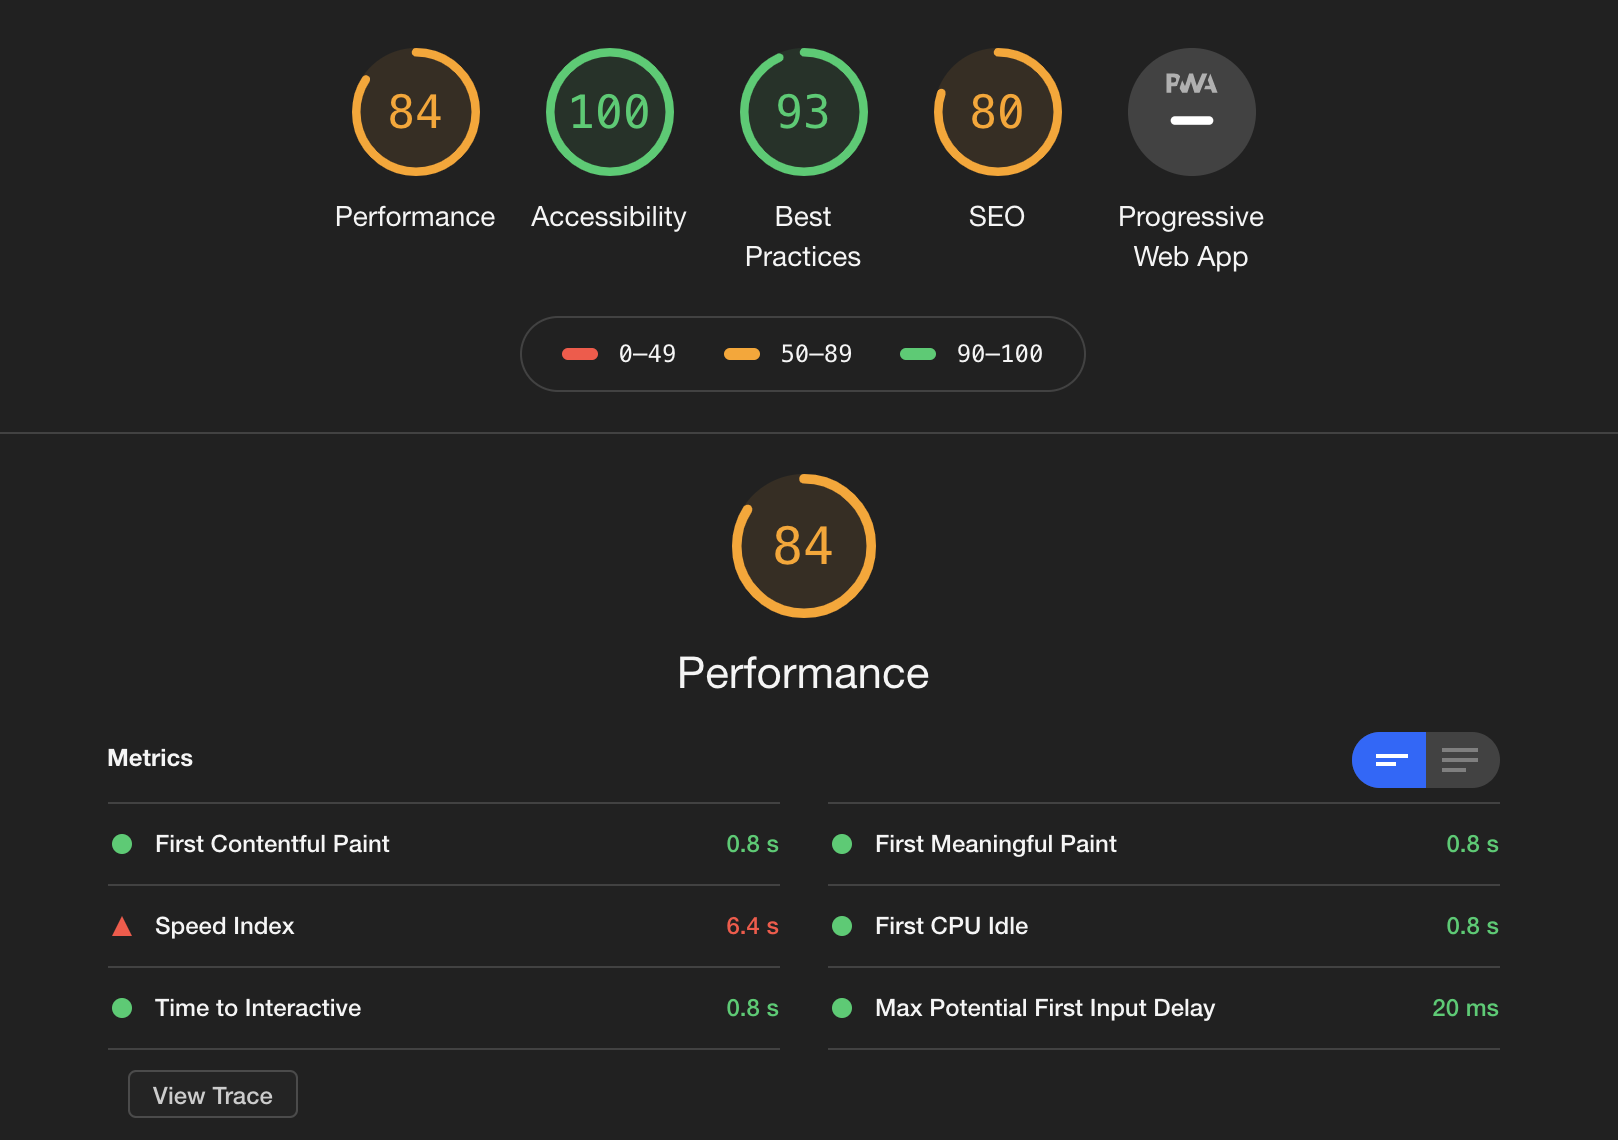 84
100
93
80
PWA
Performance
Accessibility
Best
Practices
SEO
Progressive
Web App
0–49
50–89
90–100
84
Performance
Metrics
First Contentful Paint
0.8 s
First Meaningful Paint
0.8 s
Speed Index
6.4 s
First CPU Idle
0.8 s
Time to Interactive
0.8 s
Max Potential First Input Delay
20 ms
View Trace